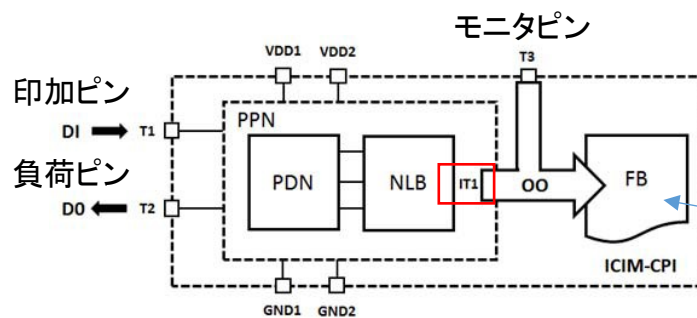 モニタピン
VDD1 VDD2 T3
印加ピン
PPN
DI T1
PDN NLB IT1 OO FB
負荷ピン
DO T2
ICIM-CPI
GND1 GND2